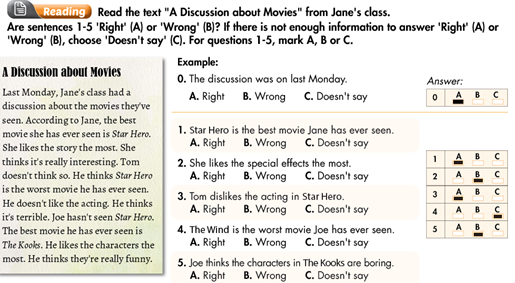 Reading Read the text "A Discussion about Movies" from Jane's class.
Are sentences 1-5 'Right' (A) or 'Wrong' (B)? If there is not enough information to answer 'Right' (A) or
'Wrong' (B), choose 'Doesn't say' (C). For questions 1-5, mark A, B or C.
A Discussion about Movies
Last Monday, Jane's class had a
discussion about the movies they've
seen. According to Jane, the best
movie she has ever seen is Star Hero.
She likes the story the most. She
thinks it's really interesting. Tom
doesn't think so. He thinks Star Hero
is the worst movie he has ever seen.
He doesn't like the acting. He thinks
it's terrible. Joe hasn't seen Star Hero.
The best movie he has ever seen is
The Kooks. He likes the characters the
most. He thinks they're really funny.
Example:
0. The discussion was on last Monday.
A. Right B. Wrong C. Doesn't say
1. Star Hero is the best movie Jane has ever seen.
A. Right B. Wrong C. Doesn't say
2. She likes the special effects the most.
A. Right B. Wrong C. Doesn't say
3. Tom dislikes the acting in Star Hero.
A. Right B. Wrong C. Doesn't say
4. The Wind is the worst movie Joe has ever seen.
A. Right B. Wrong C. Doesn't say
5. Joe thinks the characters in The Kooks are boring.
A. Right B. Wrong C. Doesn't say
Answer:
0 A B C
1 A B C
2 A B C
3 A B C
4 A B C
5 A B C